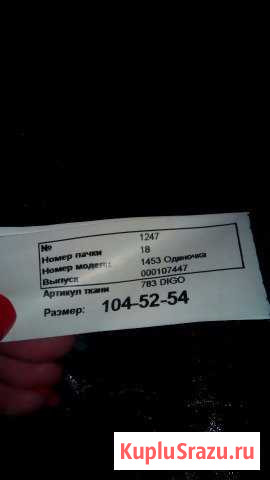 № 1247
Номер пачки 18
Номер модели 1453 Одиночка
Выпуск 000107447
Артикул ткани 783 DIGO
Размер: 104-52-54
KupluSrazu.ru